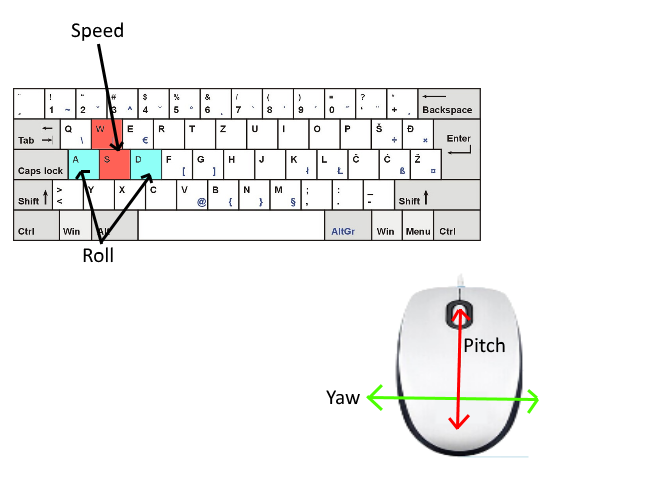 Speed
¨ ! " # $ % & / ( ) = ? * Backspace
¸ 1 ~ 2 ˇ 3 ^ 4 ˘ 5 ° 6 ˛ 7 ` 8 ˙ 9 ´ 0 ˝ ' ¨ + ¸
Tab Q \ W | E € R T Z U I O P Š ÷ Đ × Enter
Caps lock A S D F [ G ] H J K ł L Ł Č Ć ß Ž ¤
Shift > < Y X C V @ B { N } M § ; , : . _ - Shift
Ctrl Win Alt AltGr Win Menu Ctrl
Roll
Pitch
Yaw